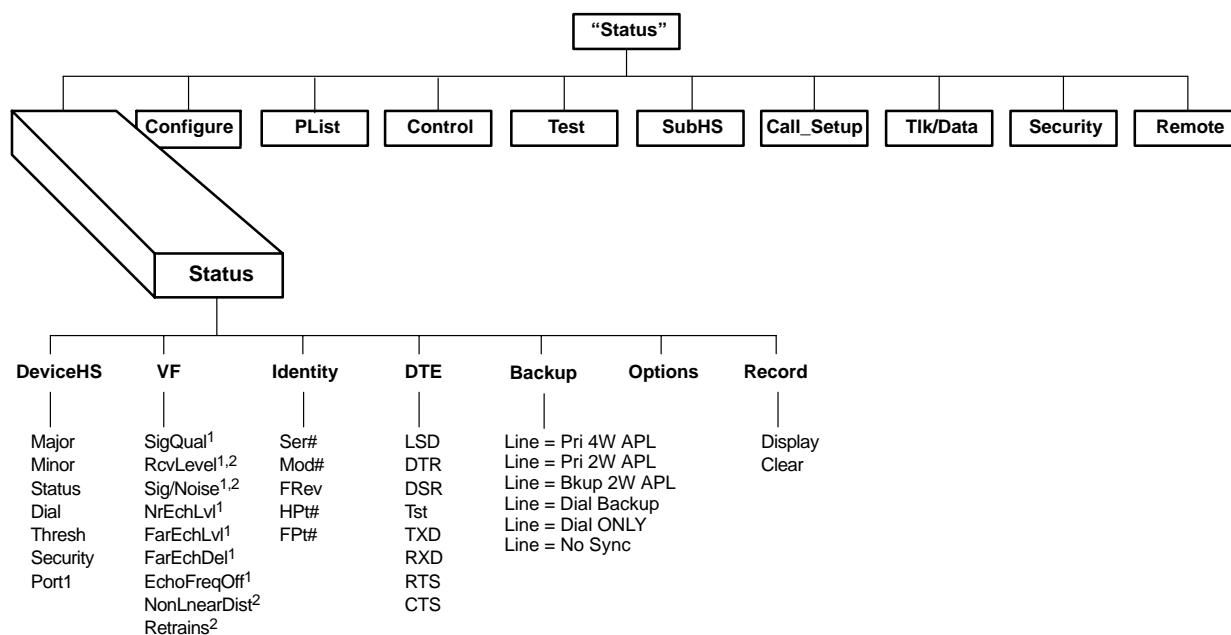 “Status”
Configure PList Control Test SubHS Call_Setup Tlk/Data Security Remote
Status
DeviceHS VF Identity DTE Backup Options Record
Major
Minor
Status
Dial
Thresh
Security
Port1
SigQual1
RcvLevel1,2
Sig/Noise1,2
NrEchLvl1
FarEchLvl1
FarEchDel1
EchoFreqOff1
NonLnearDist2
Retrains2
Ser#
Mod#
FRev
HPt#
FPt#
LSD
DTR
DSR
Tst
TXD
RXD
RTS
CTS
Line = Pri 4W APL
Line = Pri 2W APL
Line = Bkup 2W APL
Line = Dial Backup
Line = Dial ONLY
Line = No Sync
Display
Clear